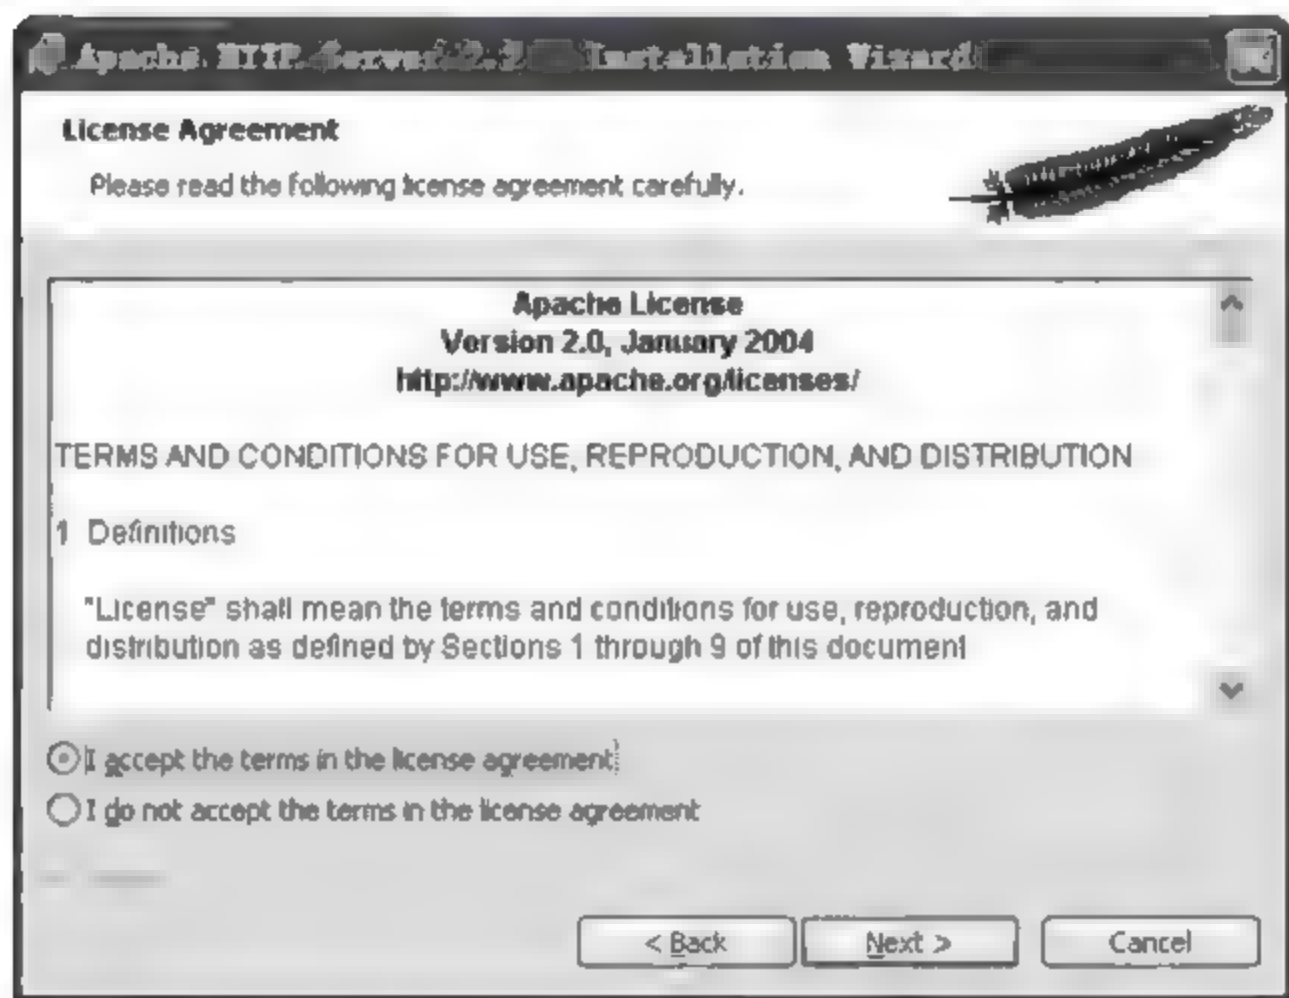 Apache HTTP Server 2.2 Installation Wizard
License Agreement
Please read the following license agreement carefully.
Apache License
Version 2.0, January 2004
http://www.apache.org/licenses/
TERMS AND CONDITIONS FOR USE, REPRODUCTION, AND DISTRIBUTION
1 Definitions
"License" shall mean the terms and conditions for use, reproduction, and
distribution as defined by Sections 1 through 9 of this document
I accept the terms in the license agreement
I do not accept the terms in the license agreement
< Back
Next >
Cancel